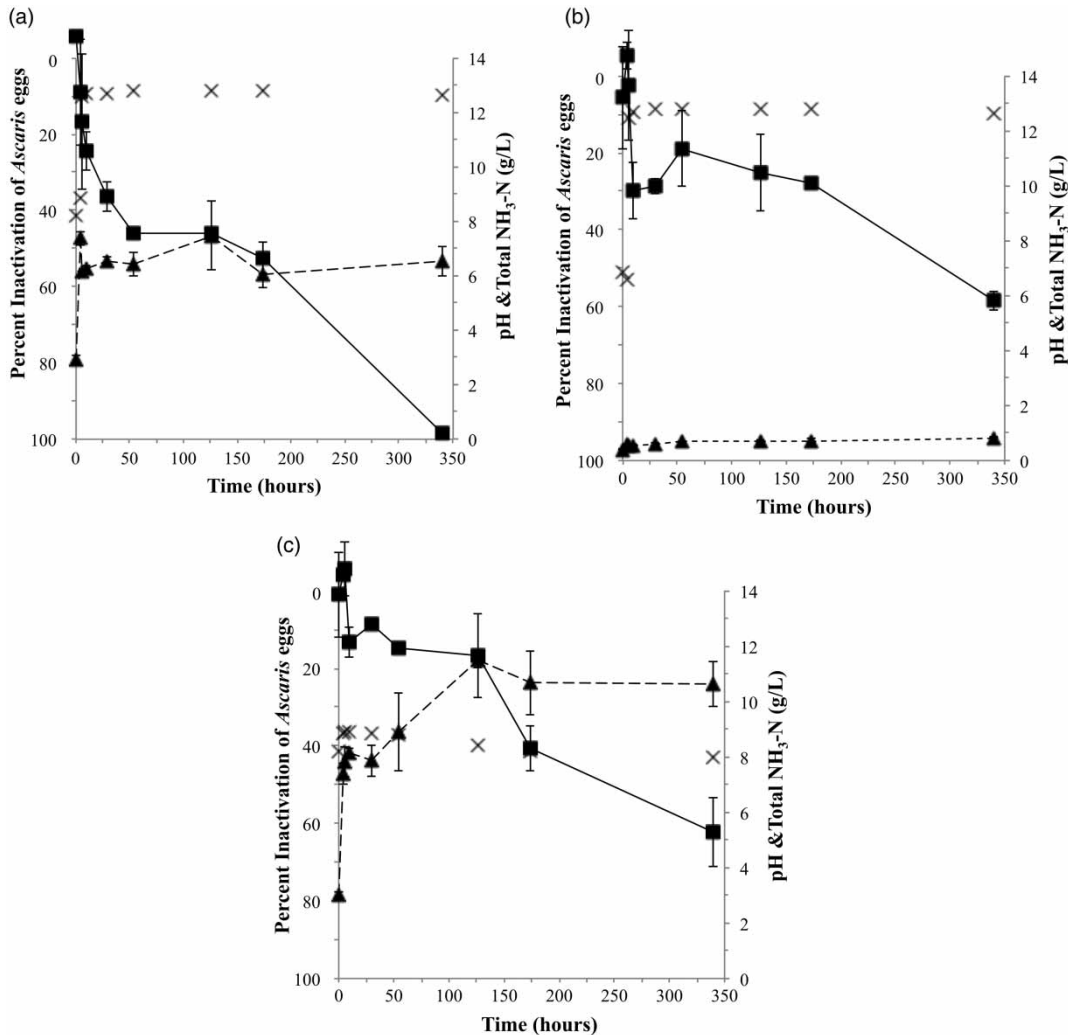 (a)
Percent Inactivation of Ascaris eggs
0
20
40
60
80
100
14
12
10
8
6
4
2
0
pH &Total NH3-N (g/L)
0 50 100 150 200 250 300 350
Time (hours)
(b)
Percent Inactivation of Ascaris eggs
0
20
40
60
80
100
14
12
10
8
6
4
2
0
pH &Total NH3-N (g/L)
0 50 100 150 200 250 300 350
Time (hours)
(c)
Percent Inactivation of Ascaris eggs
0
20
40
60
80
100
14
12
10
8
6
4
2
0
pH &Total NH3-N (g/L)
0 50 100 150 200 250 300 350
Time (hours)